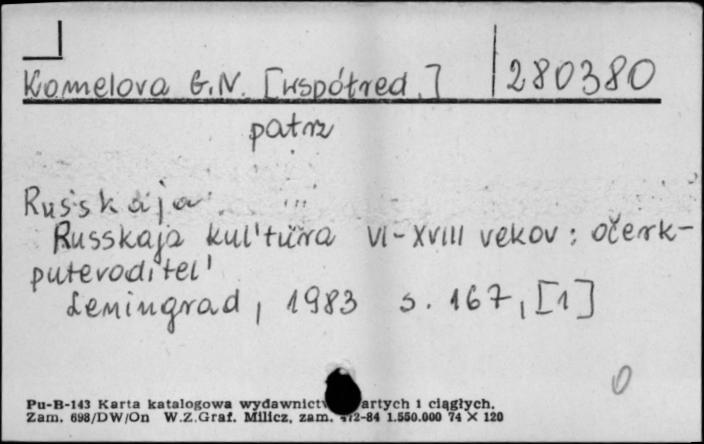 Komelova G.N. [współred.] 280380
patrz
Russkaja ...
Russkaja kul'tura VI-XVIII vekov : očerk-
putevoditel'
Leningrad, 1983 s. 167, [1]
0
Pu-B-143 Karta katalogowa wydawnictw artych i ciągłych.
Zam. 698/DW/On W.Z.Graf. Milicz, zam. 2-84 1.550.000 74 X 120